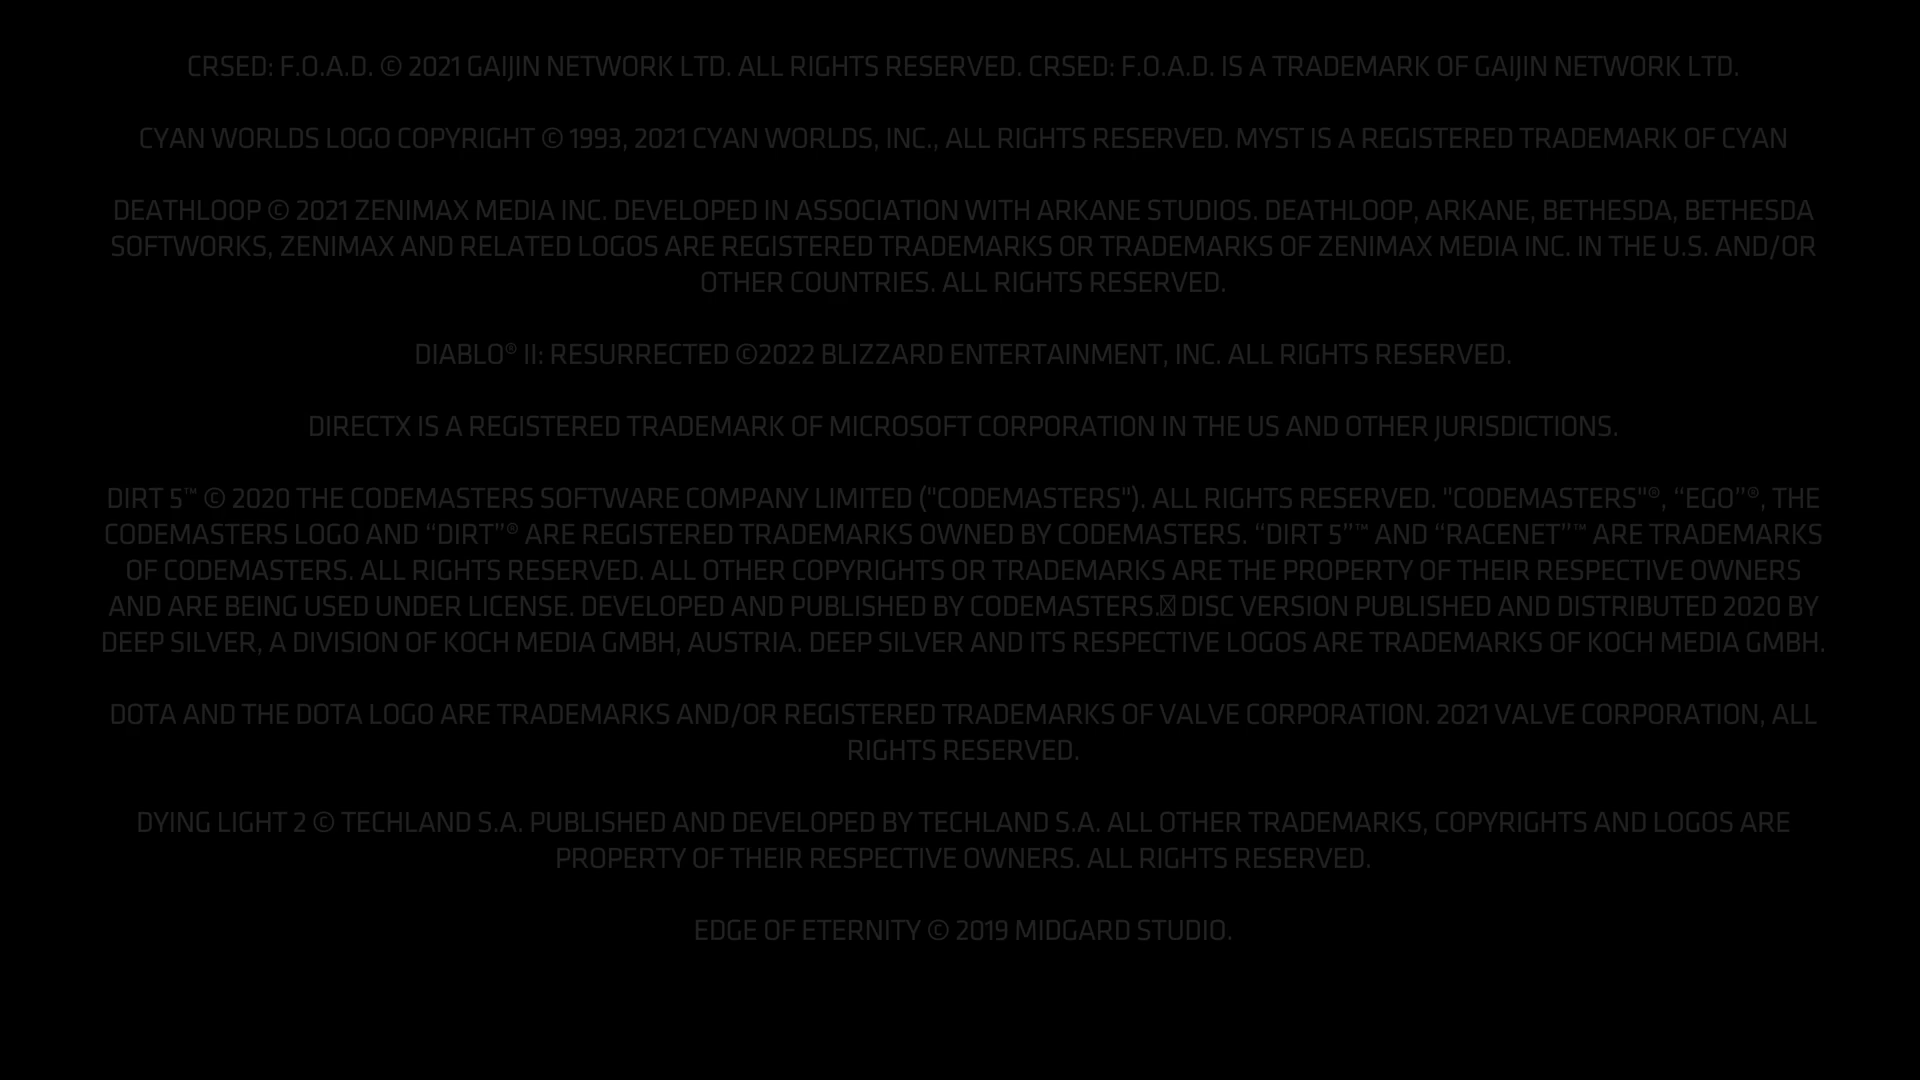 CRSED: F.O.A.D. © 2021 GAIJIN NETWORK LTD. ALL RIGHTS RESERVED. CRSED: F.O.A.D. IS A TRADEMARK OF GAIJIN NETWORK LTD.
CYAN WORLDS LOGO COPYRIGHT © 1993, 2021 CYAN WORLDS, INC., ALL RIGHTS RESERVED. MYST IS A REGISTERED TRADEMARK OF CYAN
DEATHLOOP © 2021 ZENIMAX MEDIA INC. DEVELOPED IN ASSOCIATION WITH ARKANE STUDIOS. DEATHLOOP, ARKANE, BETHESDA, BETHESDA
SOFTWORKS, ZENIMAX AND RELATED LOGOS ARE REGISTERED TRADEMARKS OR TRADEMARKS OF ZENIMAX MEDIA INC. IN THE U.S. AND/OR
OTHER COUNTRIES. ALL RIGHTS RESERVED.
DIABLO® II: RESURRECTED ©2022 BLIZZARD ENTERTAINMENT, INC. ALL RIGHTS RESERVED.
DIRECTX IS A REGISTERED TRADEMARK OF MICROSOFT CORPORATION IN THE US AND OTHER JURISDICTIONS.
DIRT 5™ © 2020 THE CODEMASTERS SOFTWARE COMPANY LIMITED ("CODEMASTERS"). ALL RIGHTS RESERVED. "CODEMASTERS"®, “EGO”®, THE
CODEMASTERS LOGO AND “DIRT”® ARE REGISTERED TRADEMARKS OWNED BY CODEMASTERS. “DIRT 5”™ AND “RACENET”™ ARE TRADEMARKS
OF CODEMASTERS. ALL RIGHTS RESERVED. ALL OTHER COPYRIGHTS OR TRADEMARKS ARE THE PROPERTY OF THEIR RESPECTIVE OWNERS
AND ARE BEING USED UNDER LICENSE. DEVELOPED AND PUBLISHED BY CODEMASTERS. DISC VERSION PUBLISHED AND DISTRIBUTED 2020 BY
DEEP SILVER, A DIVISION OF KOCH MEDIA GMBH, AUSTRIA. DEEP SILVER AND ITS RESPECTIVE LOGOS ARE TRADEMARKS OF KOCH MEDIA GMBH.
DOTA AND THE DOTA LOGO ARE TRADEMARKS AND/OR REGISTERED TRADEMARKS OF VALVE CORPORATION. 2021 VALVE CORPORATION, ALL
RIGHTS RESERVED.
DYING LIGHT 2 © TECHLAND S.A. PUBLISHED AND DEVELOPED BY TECHLAND S.A. ALL OTHER TRADEMARKS, COPYRIGHTS AND LOGOS ARE
PROPERTY OF THEIR RESPECTIVE OWNERS. ALL RIGHTS RESERVED.
EDGE OF ETERNITY © 2019 MIDGARD STUDIO.